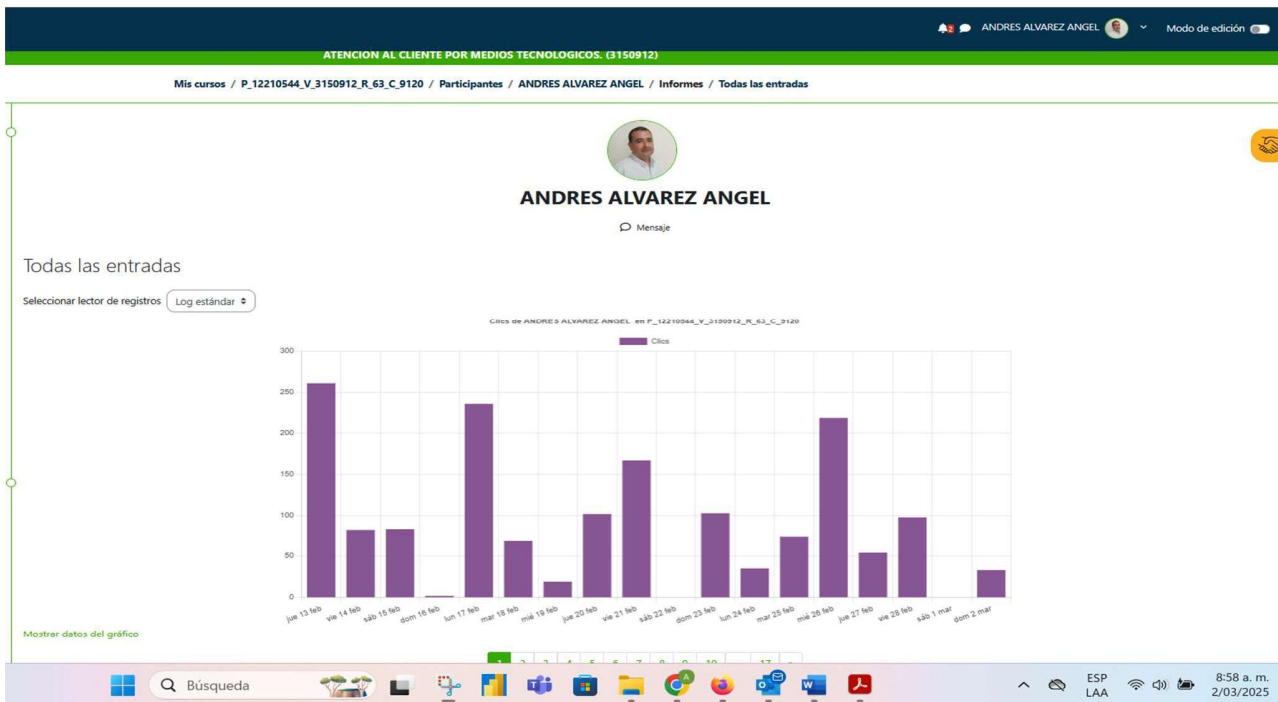 2 ANDRES ALVAREZ ANGEL Modo de edición
ATENCION AL CLIENTE POR MEDIOS TECNOLOGICOS. (3150912)
Mis cursos / P_12210544_V_3150912_R_63_C_9120 / Participantes / ANDRES ALVAREZ ANGEL / Informes / Todas las entradas
ANDRES ALVAREZ ANGEL
Mensaje
Todas las entradas
Seleccionar lector de registros Log estándar
Clics de ANDRES ALVAREZ ANGEL en P_12210544_V_3150912_R_63_C_9120
Clics
300
250
200
150
100
50
0
jue 13 feb vie 14 feb sáb 15 feb dom 16 feb lun 17 feb mar 18 feb mié 19 feb jue 20 feb vie 21 feb sáb 22 feb dom 23 feb lun 24 feb mar 25 feb mié 26 feb jue 27 feb vie 28 feb sáb 1 mar dom 2 mar
Mostrar datos del gráfico
1 2 3 4 5 6 7 8 9 10 ... 17 »
Búsqueda
ESP
LAA
8:58 a. m.
2/03/2025